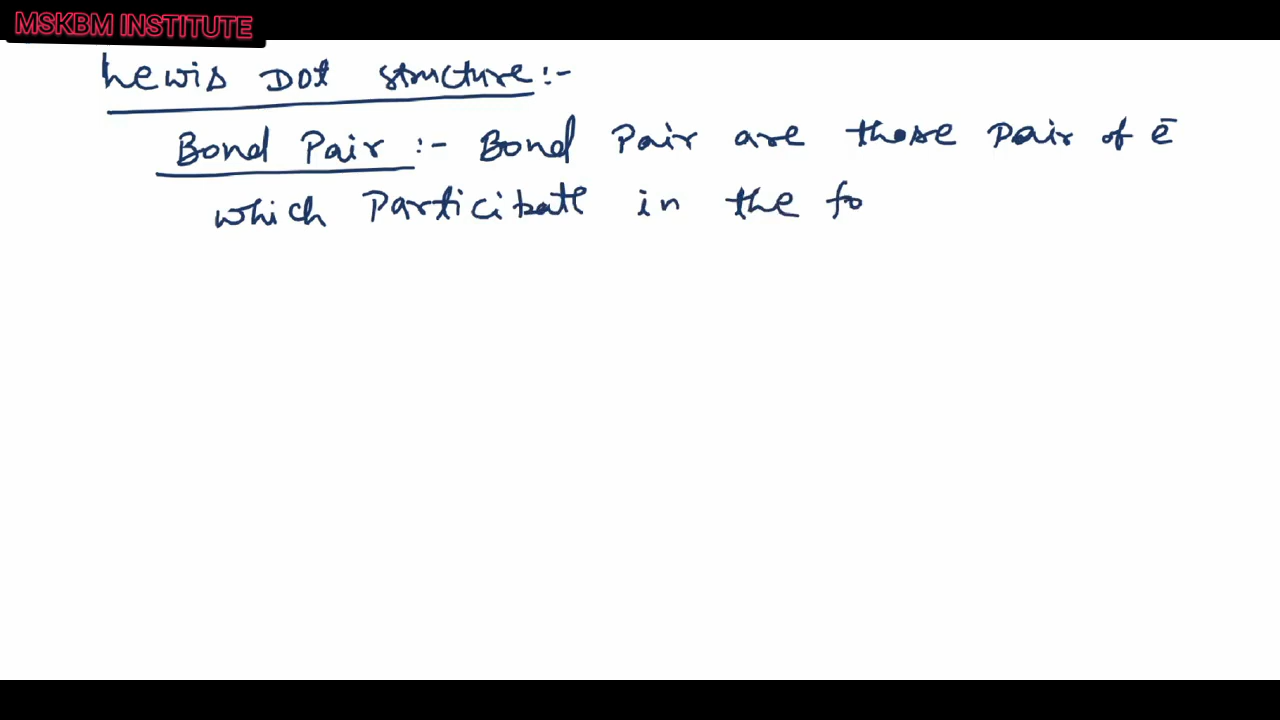 MSKBM INSTITUTE
Lewis Dot structure :-
Bond Pair :- Bond Pair are those Pair of ē
which Participate in the fo